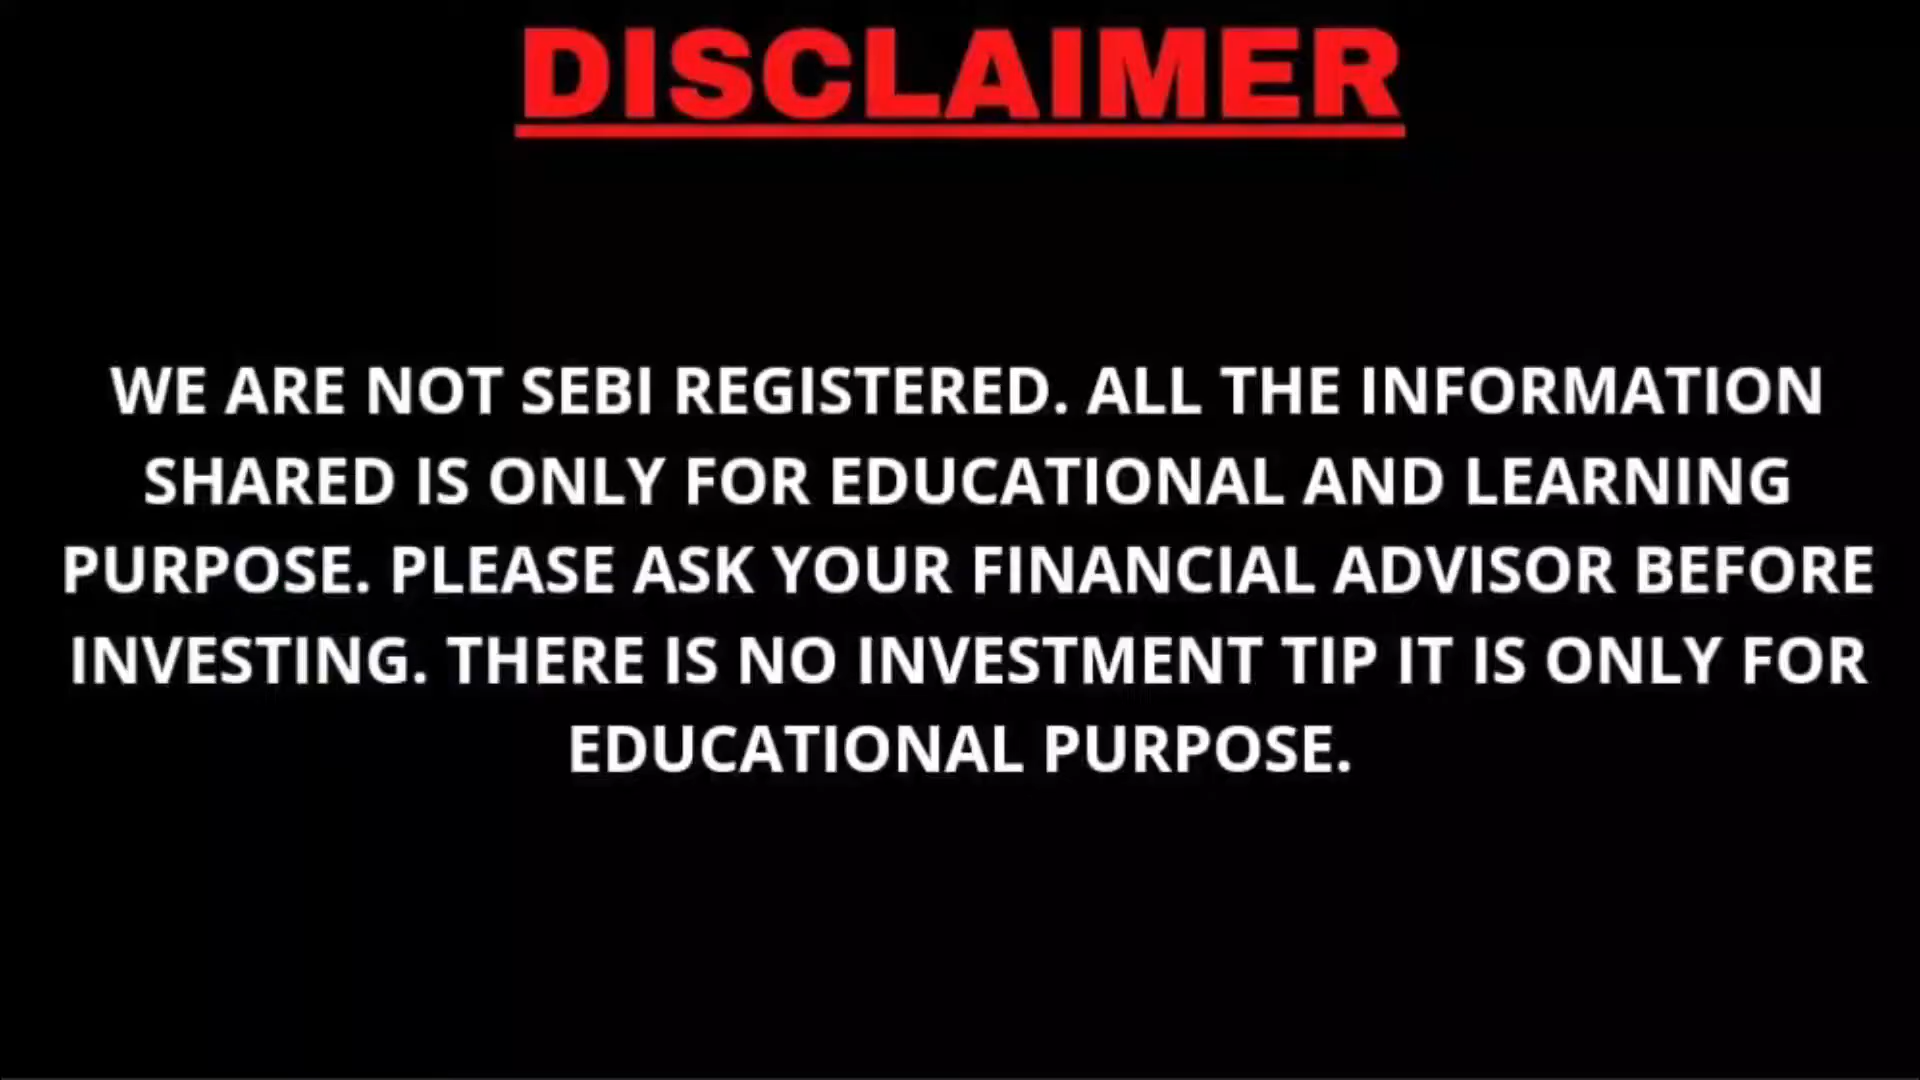 DISCLAIMER
WE ARE NOT SEBI REGISTERED. ALL THE INFORMATION
SHARED IS ONLY FOR EDUCATIONAL AND LEARNING
PURPOSE. PLEASE ASK YOUR FINANCIAL ADVISOR BEFORE
INVESTING. THERE IS NO INVESTMENT TIP IT IS ONLY FOR
EDUCATIONAL PURPOSE.